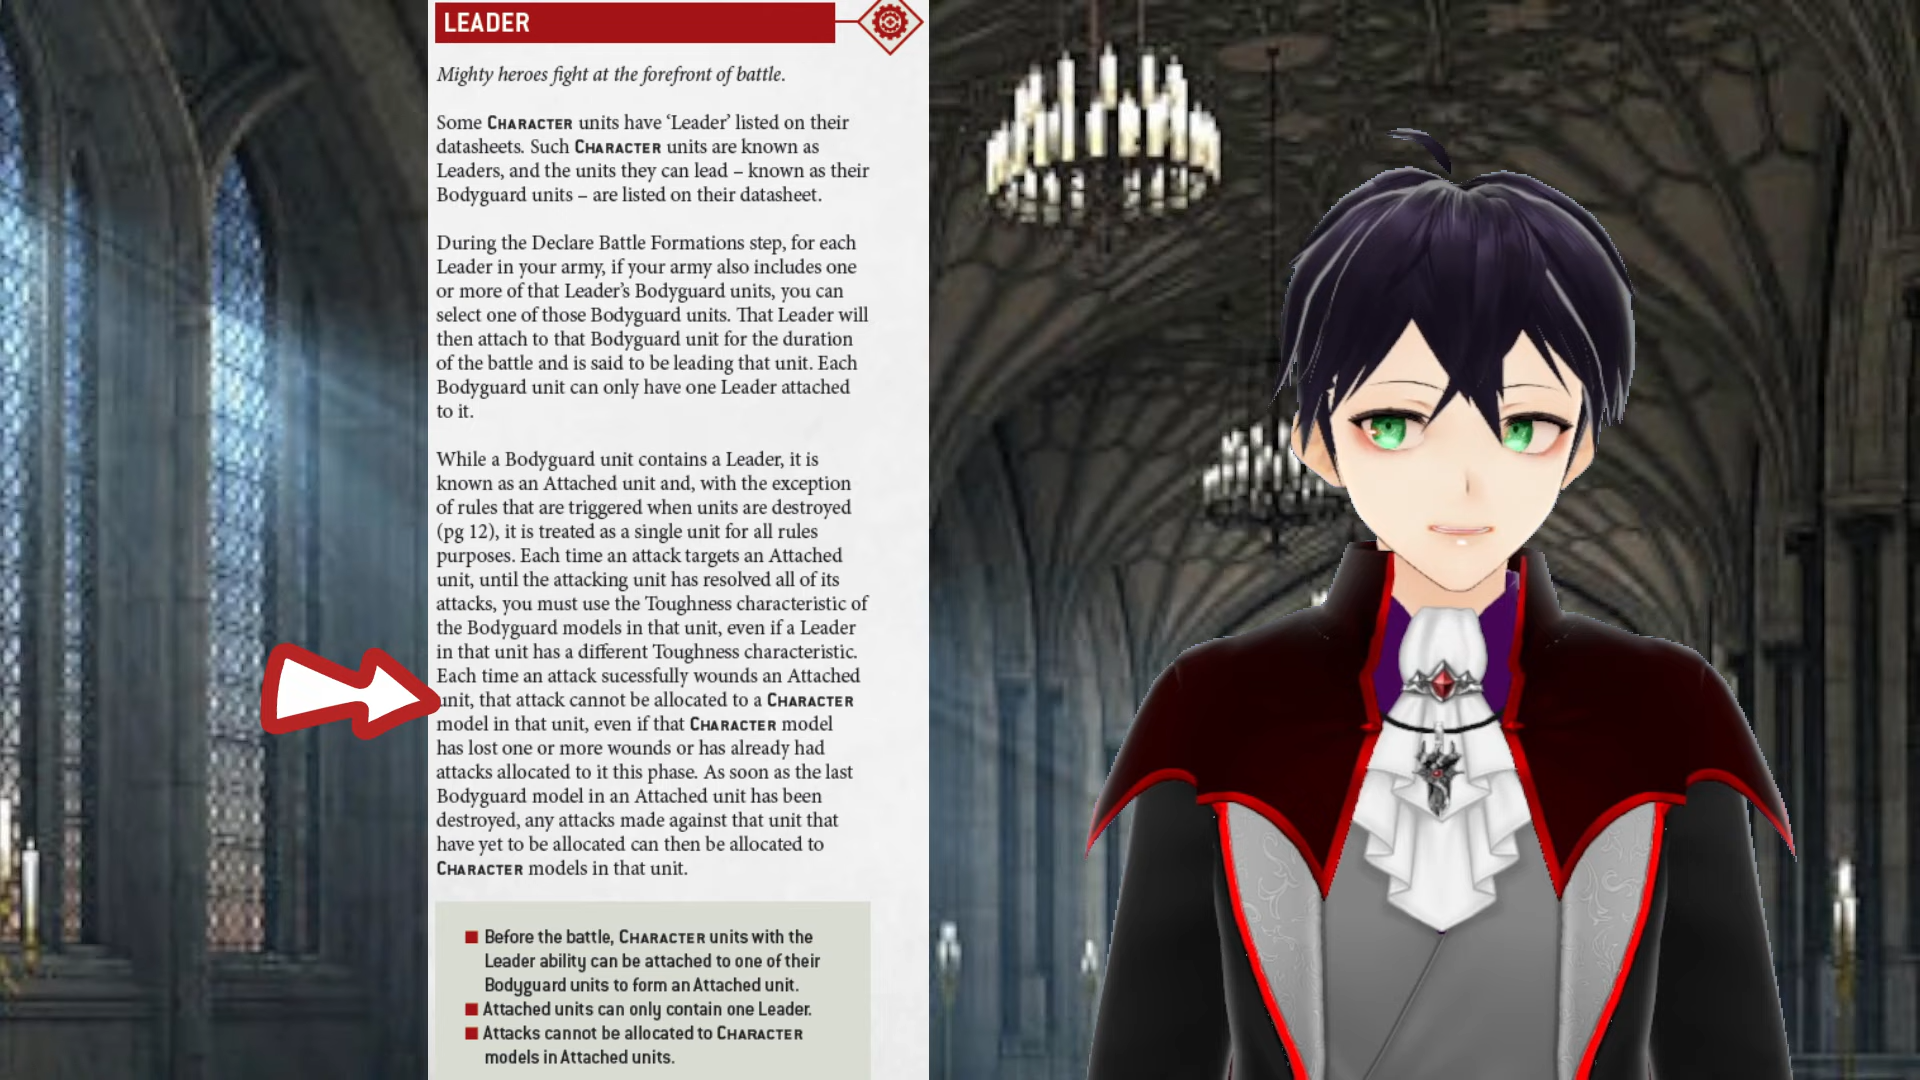 LEADER
Mighty heroes fight at the forefront of battle.
Some CHARACTER units have ‘Leader’ listed on their
datasheets. Such CHARACTER units are known as
Leaders, and the units they can lead – known as their
Bodyguard units – are listed on their datasheet.
During the Declare Battle Formations step, for each
Leader in your army, if your army also includes one
or more of that Leader’s Bodyguard units, you can
select one of those Bodyguard units. That Leader will
then attach to that Bodyguard unit for the duration
of the battle and is said to be leading that unit. Each
Bodyguard unit can only have one Leader attached
to it.
While a Bodyguard unit contains a Leader, it is
known as an Attached unit and, with the exception
of rules that are triggered when units are destroyed
(pg 12), it is treated as a single unit for all rules
purposes. Each time an attack targets an Attached
unit, until the attacking unit has resolved all of its
attacks, you must use the Toughness characteristic of
the Bodyguard models in that unit, even if a Leader
in that unit has a different Toughness characteristic.
Each time an attack sucessfully wounds an Attached
unit, that attack cannot be allocated to a CHARACTER
model in that unit, even if that CHARACTER model
has lost one or more wounds or has already had
attacks allocated to it this phase. As soon as the last
Bodyguard model in an Attached unit has been
destroyed, any attacks made against that unit that
have yet to be allocated can then be allocated to
CHARACTER models in that unit.
■ Before the battle, CHARACTER units with the
Leader ability can be attached to one of their
Bodyguard units to form an Attached unit.
■ Attached units can only contain one Leader.
■ Attacks cannot be allocated to CHARACTER
models in Attached units.